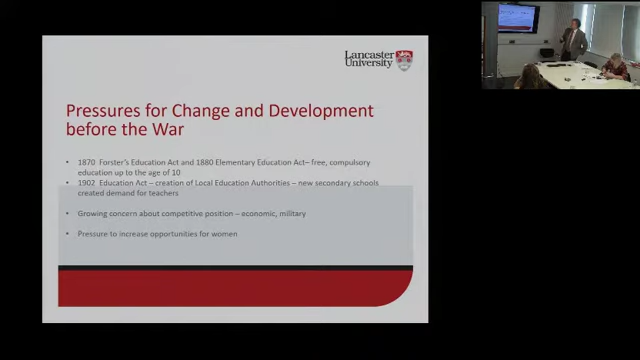 Lancaster
University
Pressures for Change and Development
before the War
• 1870 Forster's Education Act and 1880 Elementary Education Act– free, compulsory
education up to the age of 10
• 1902 Education Act – creation of Local Education Authorities – new secondary schools
created demand for teachers
• Growing concern about competitive position – economic, military
• Pressure to increase opportunities for women